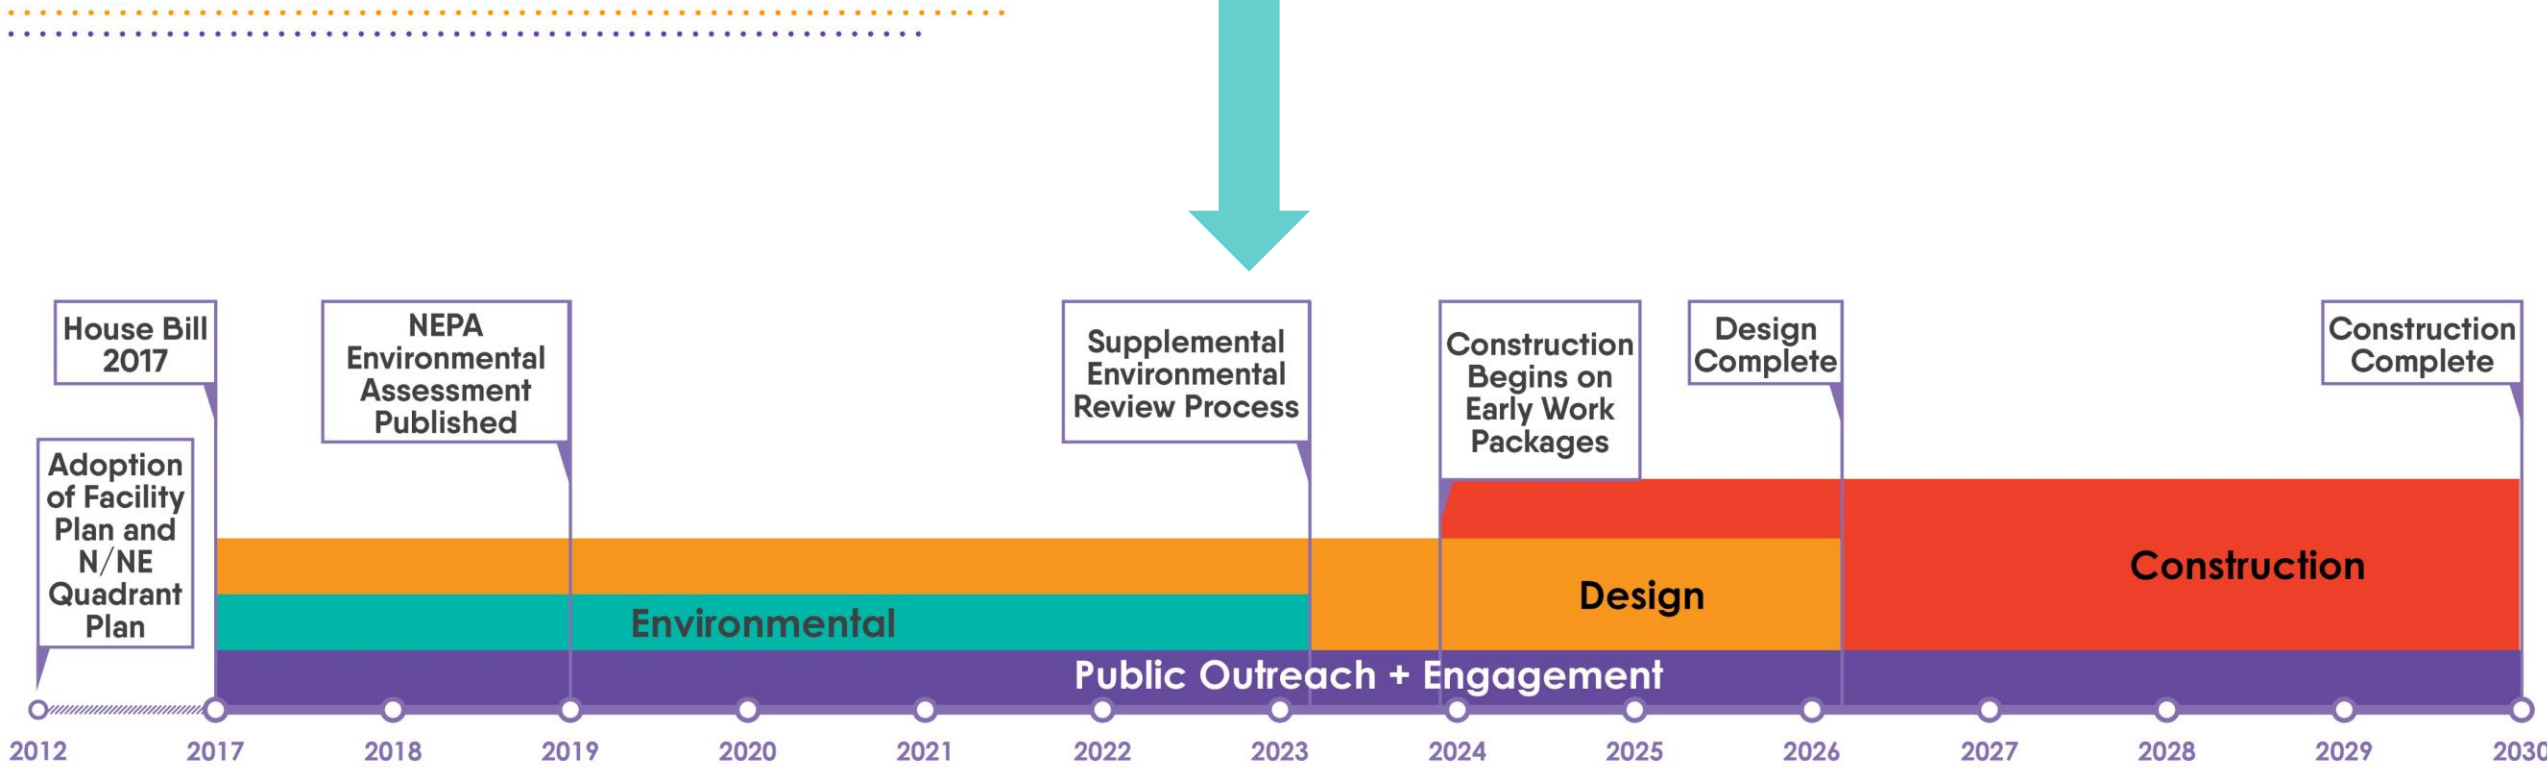 House Bill
2017
NEPA
Environmental
Assessment
Published
Supplemental
Environmental
Review Process
Construction
Begins on
Early Work
Packages
Design
Complete
Construction
Complete
Adoption
of Facility
Plan and
N/NE
Quadrant
Plan
Construction
Design
Environmental
Public Outreach + Engagement
2012 2017 2018 2019 2020 2021 2022 2023 2024 2025 2026 2027 2028 2029 2030